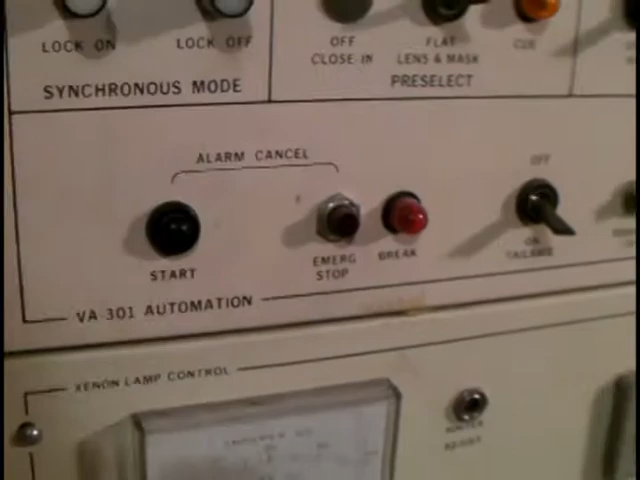 LOCK ON LOCK OFF
OFF FLAT CUE
CLOSE IN LENS & MASK
SYNCHRONOUS MODE PRESELECT
ALARM CANCEL
OFF
START EMERG STOP BREAK
ON
VA-301 AUTOMATION
XENON LAMP CONTROL
IGNITER
ADJUST